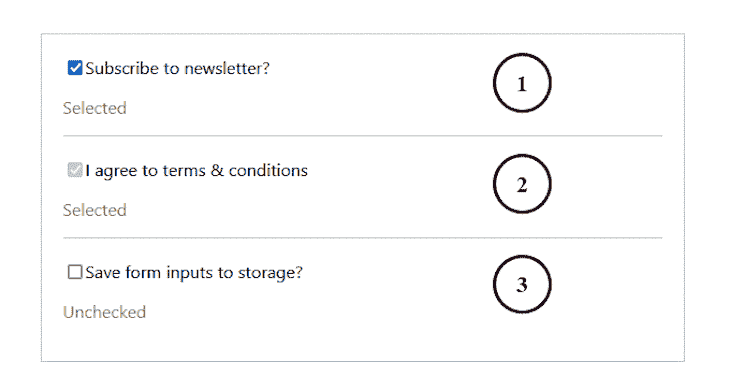 Subscribe to newsletter?
1
Selected
I agree to terms & conditions
2
Selected
Save form inputs to storage?
3
Unchecked